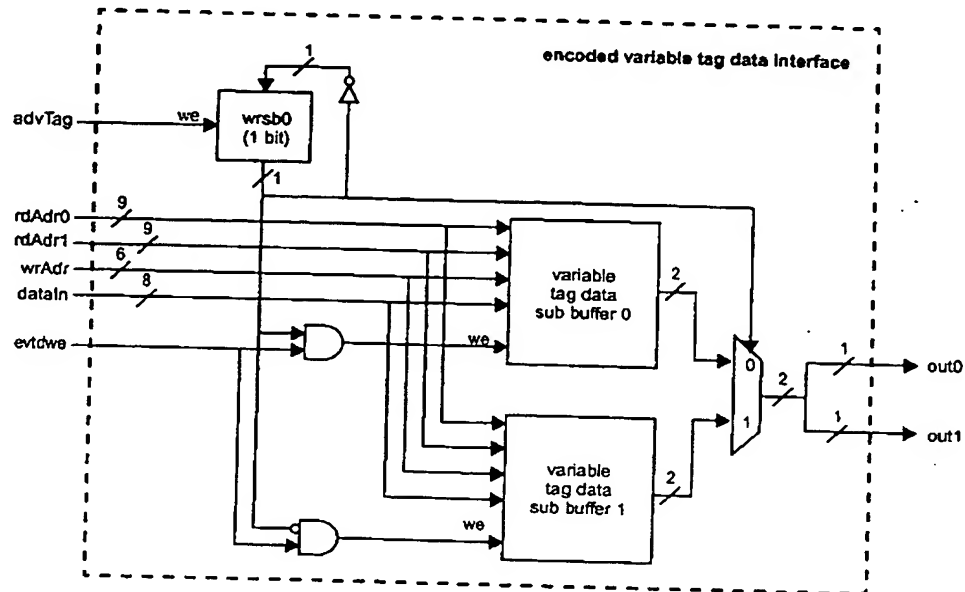 encoded variable tag data interface
1
advTag
we
wrsb0
(1 bit)
1
rdAdr0
9
rdAdr1
9
wrAdr
6
dataIn
8
evtdwe
variable
tag data
sub buffer 0
we
2
0
1
2
1
out0
1
out1
variable
tag data
sub buffer 1
we
2